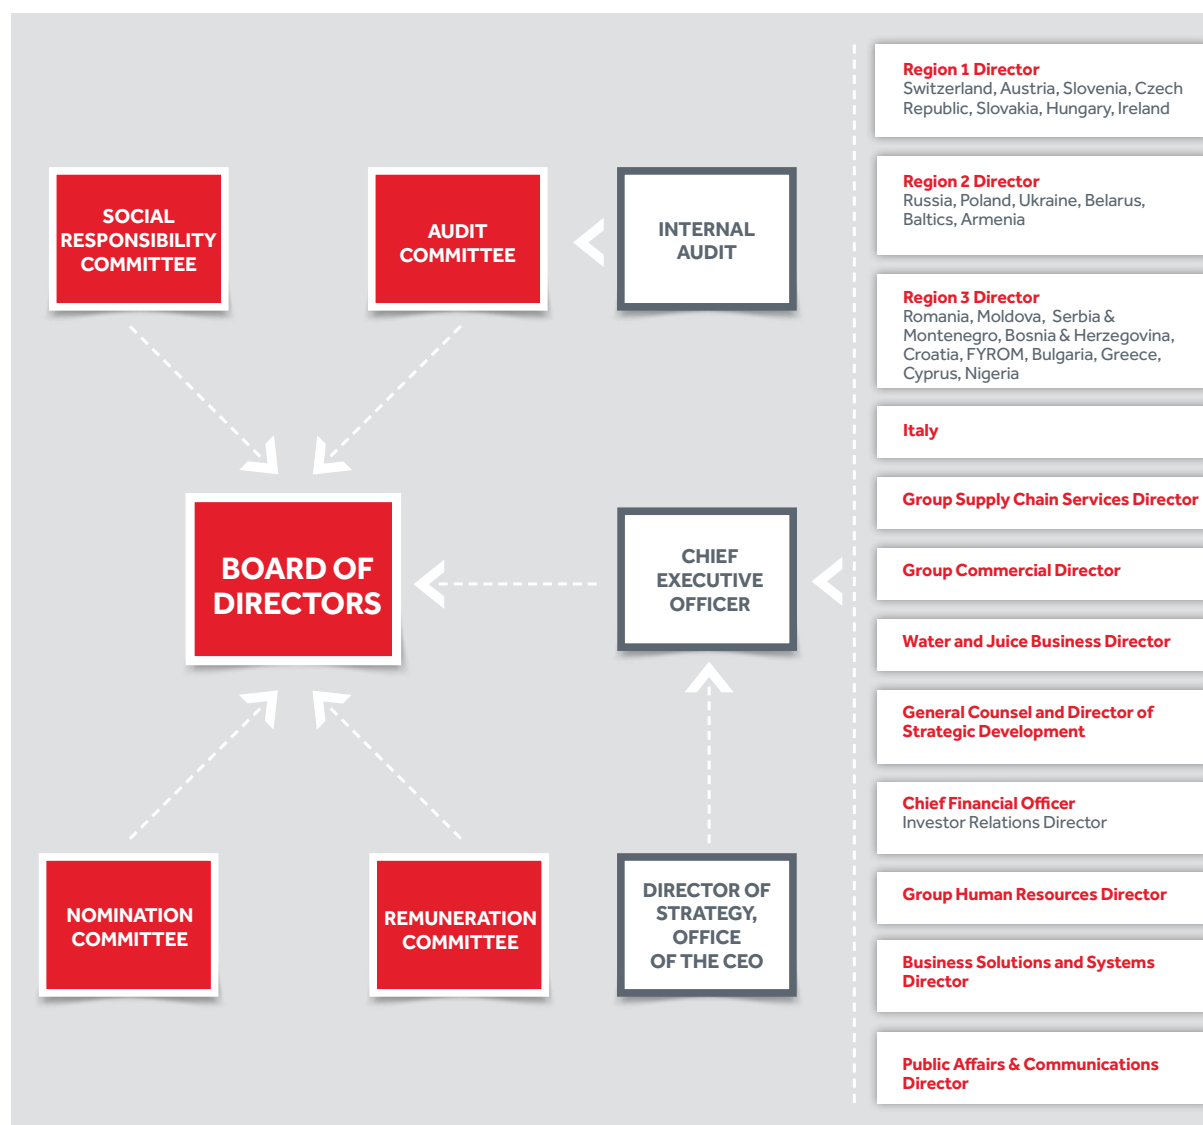 SOCIAL
RESPONSIBILITY
COMMITTEE
AUDIT
COMMITTEE
INTERNAL
AUDIT
BOARD OF
DIRECTORS
CHIEF
EXECUTIVE
OFFICER
NOMINATION
COMMITTEE
REMUNERATION
COMMITTEE
DIRECTOR OF
STRATEGY,
OFFICE
OF THE CEO
Region 1 Director
Switzerland, Austria, Slovenia, Czech
Republic, Slovakia, Hungary, Ireland
Region 2 Director
Russia, Poland, Ukraine, Belarus,
Baltics, Armenia
Region 3 Director
Romania, Moldova, Serbia &
Montenegro, Bosnia & Herzegovina,
Croatia, FYROM, Bulgaria, Greece,
Cyprus, Nigeria
Italy
Group Supply Chain Services Director
Group Commercial Director
Water and Juice Business Director
General Counsel and Director of
Strategic Development
Chief Financial Officer
Investor Relations Director
Group Human Resources Director
Business Solutions and Systems
Director
Public Affairs & Communications
Director